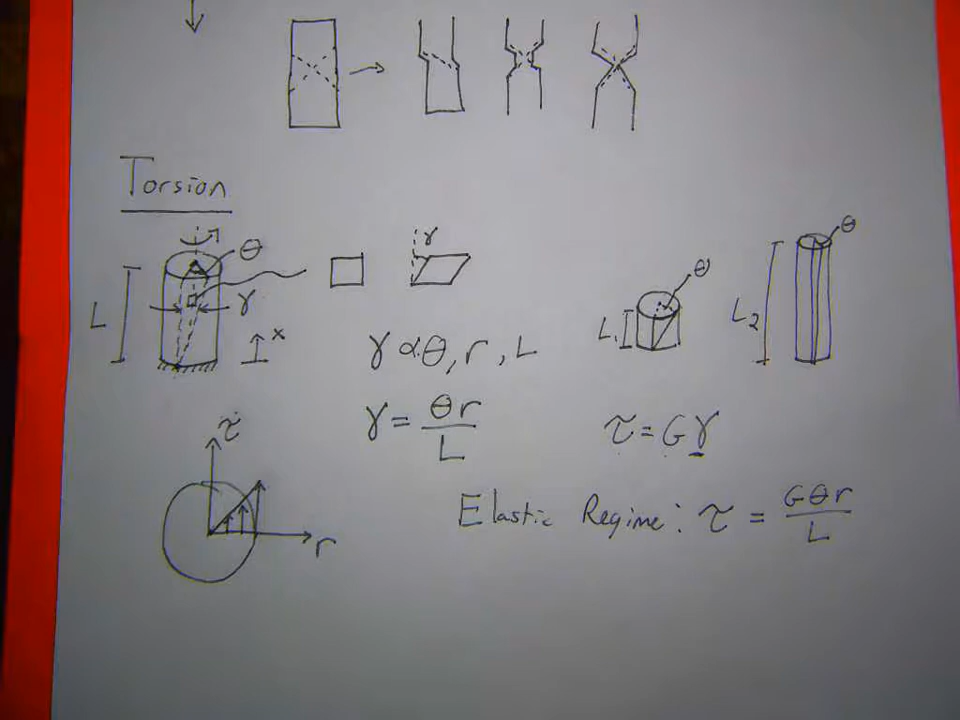 Torsion
θ
γ
L
γ
x
γ ∝ θ, r, L
θ
L₁
θ
L₂
γ = θr/L
τ = Gγ
τ
r
Elastic Regime: τ = Gθr/L